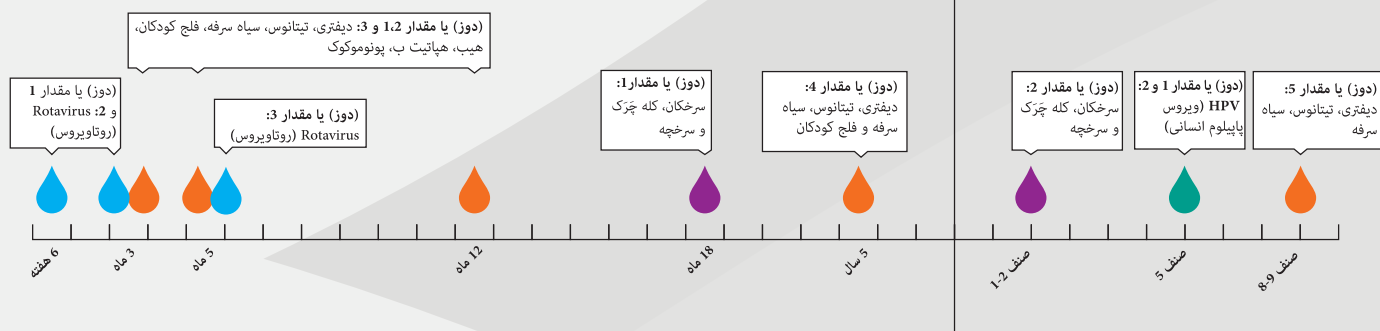 (دوز) یا مقدار 1،2 و 3: دیفتری، تیتانوس، سیاه سرفه، فلج کودکان،
هیب، هپاتیت ب، پونوموکوک
(دوز) یا مقدار 1
و 2: Rotavirus
(روتاویروس)
(دوز) یا مقدار 3:
Rotavirus (روتاویروس)
(دوز) یا مقدار 1:
سرخکان، کله چَرَک
و سرخچه
(دوز) یا مقدار 4:
دیفتری، تیتانوس، سیاه
سرفه و فلج کودکان
(دوز) یا مقدار 2:
سرخکان، کله چَرَک
و سرخچه
(دوز) یا مقدار 1 و 2:
HPV (ویروس
پاپیلوم انسانی)
(دوز) یا مقدار 5:
دیفتری، تیتانوس، سیاه
سرفه
6 هفته
3 ماه
5 ماه
12 ماه
18 ماه
5 سال
صنف 1-2
صنف 5
صنف 8-9